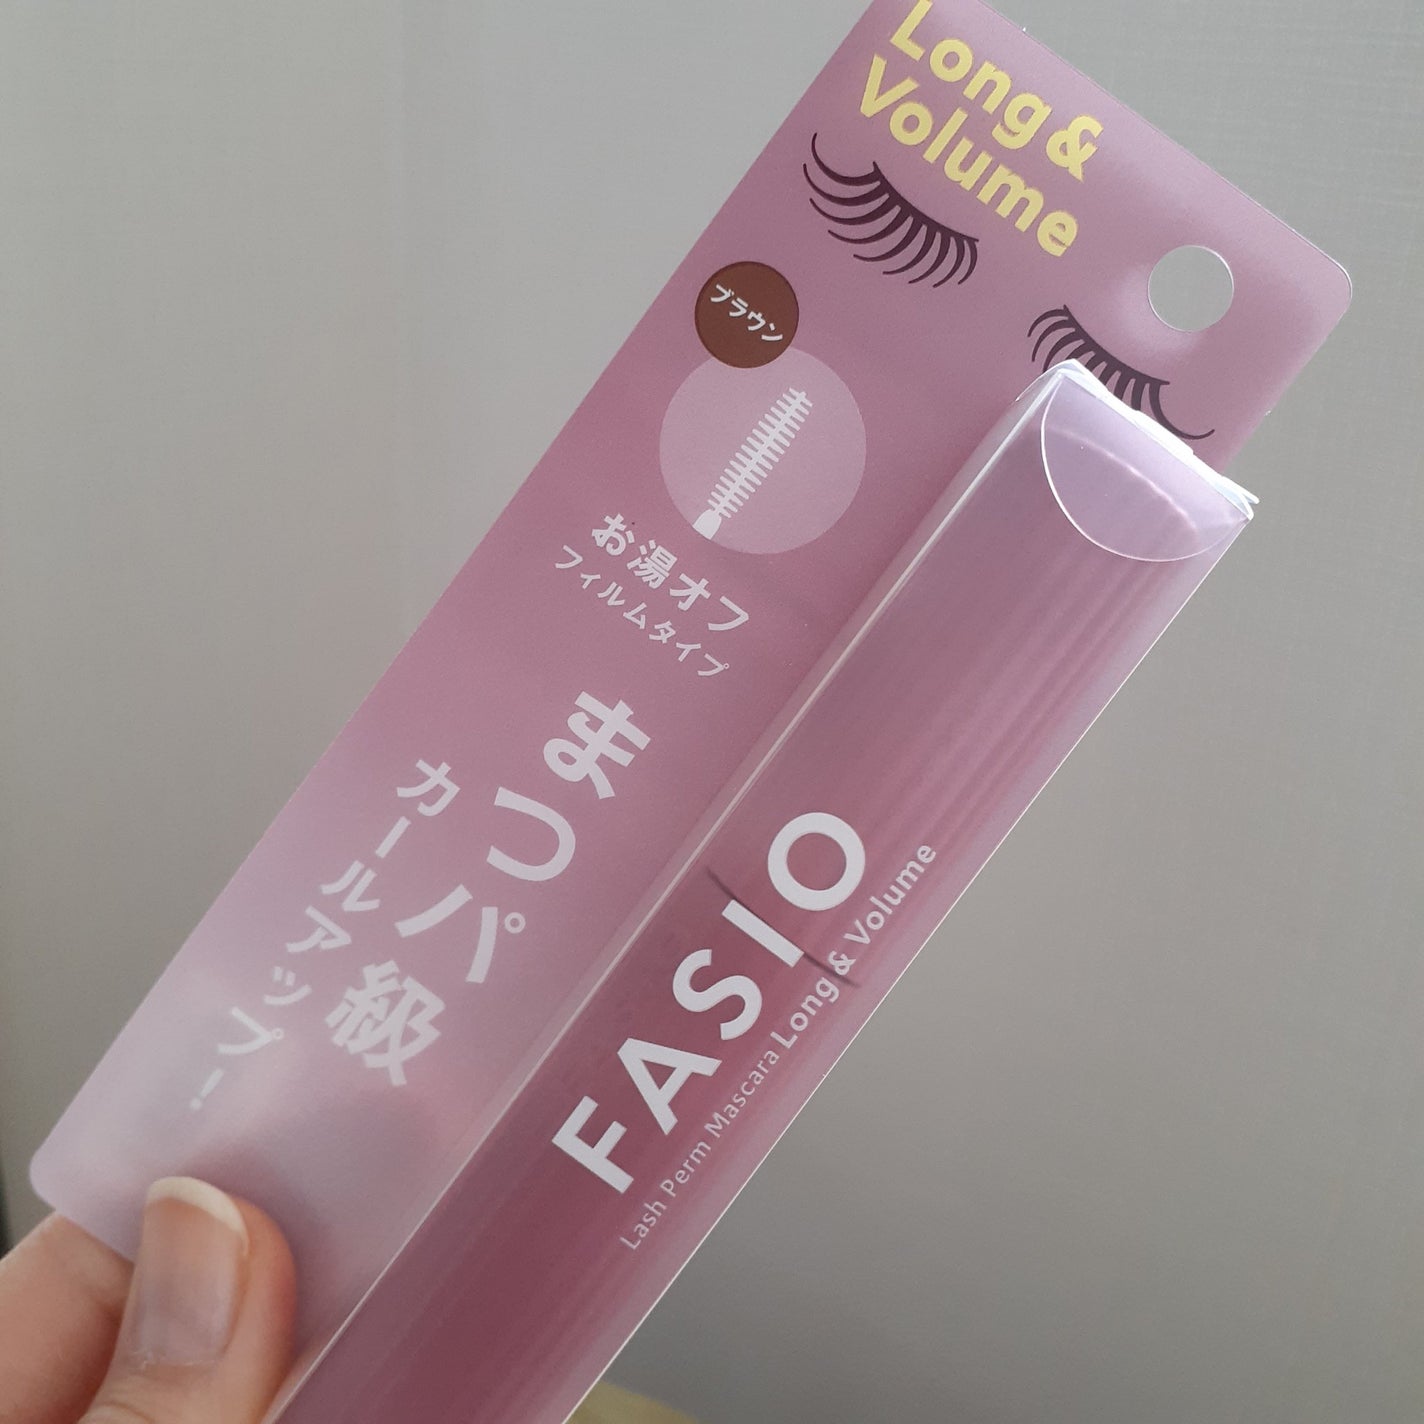 Long &
Volume
ブラウン
お湯オフ
フィルムタイプ
まつパ級
カールアップ!
FASIO
Lash Perm Mascara Long & Volume